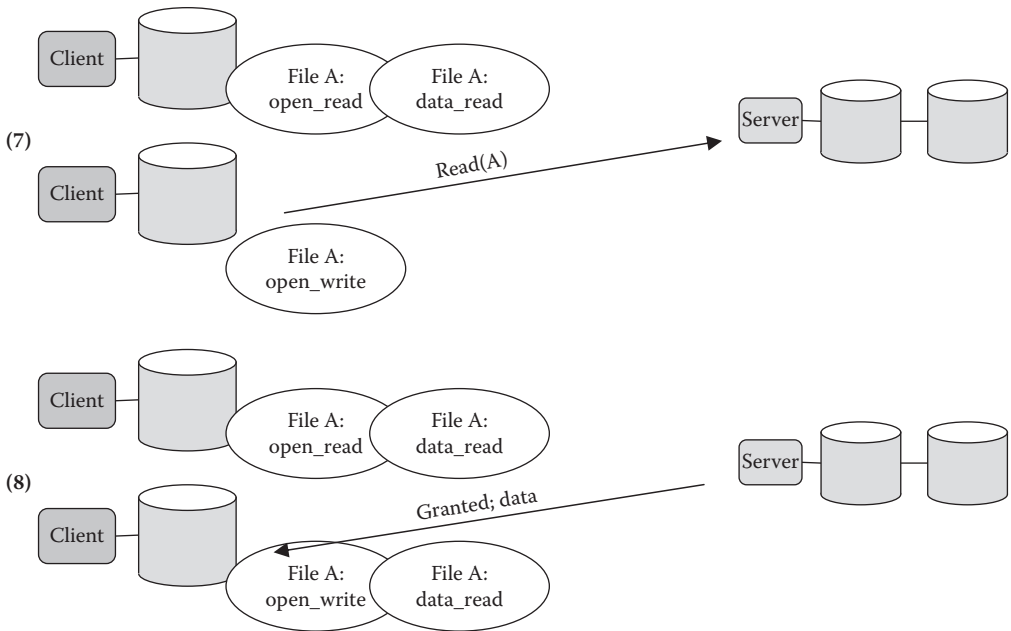 Client
File A:
open_read
File A:
data_read
Server
(7)
Read(A)
Client
File A:
open_write
Client
File A:
open_read
File A:
data_read
Server
(8)
Granted; data
Client
File A:
open_write
File A:
data_read